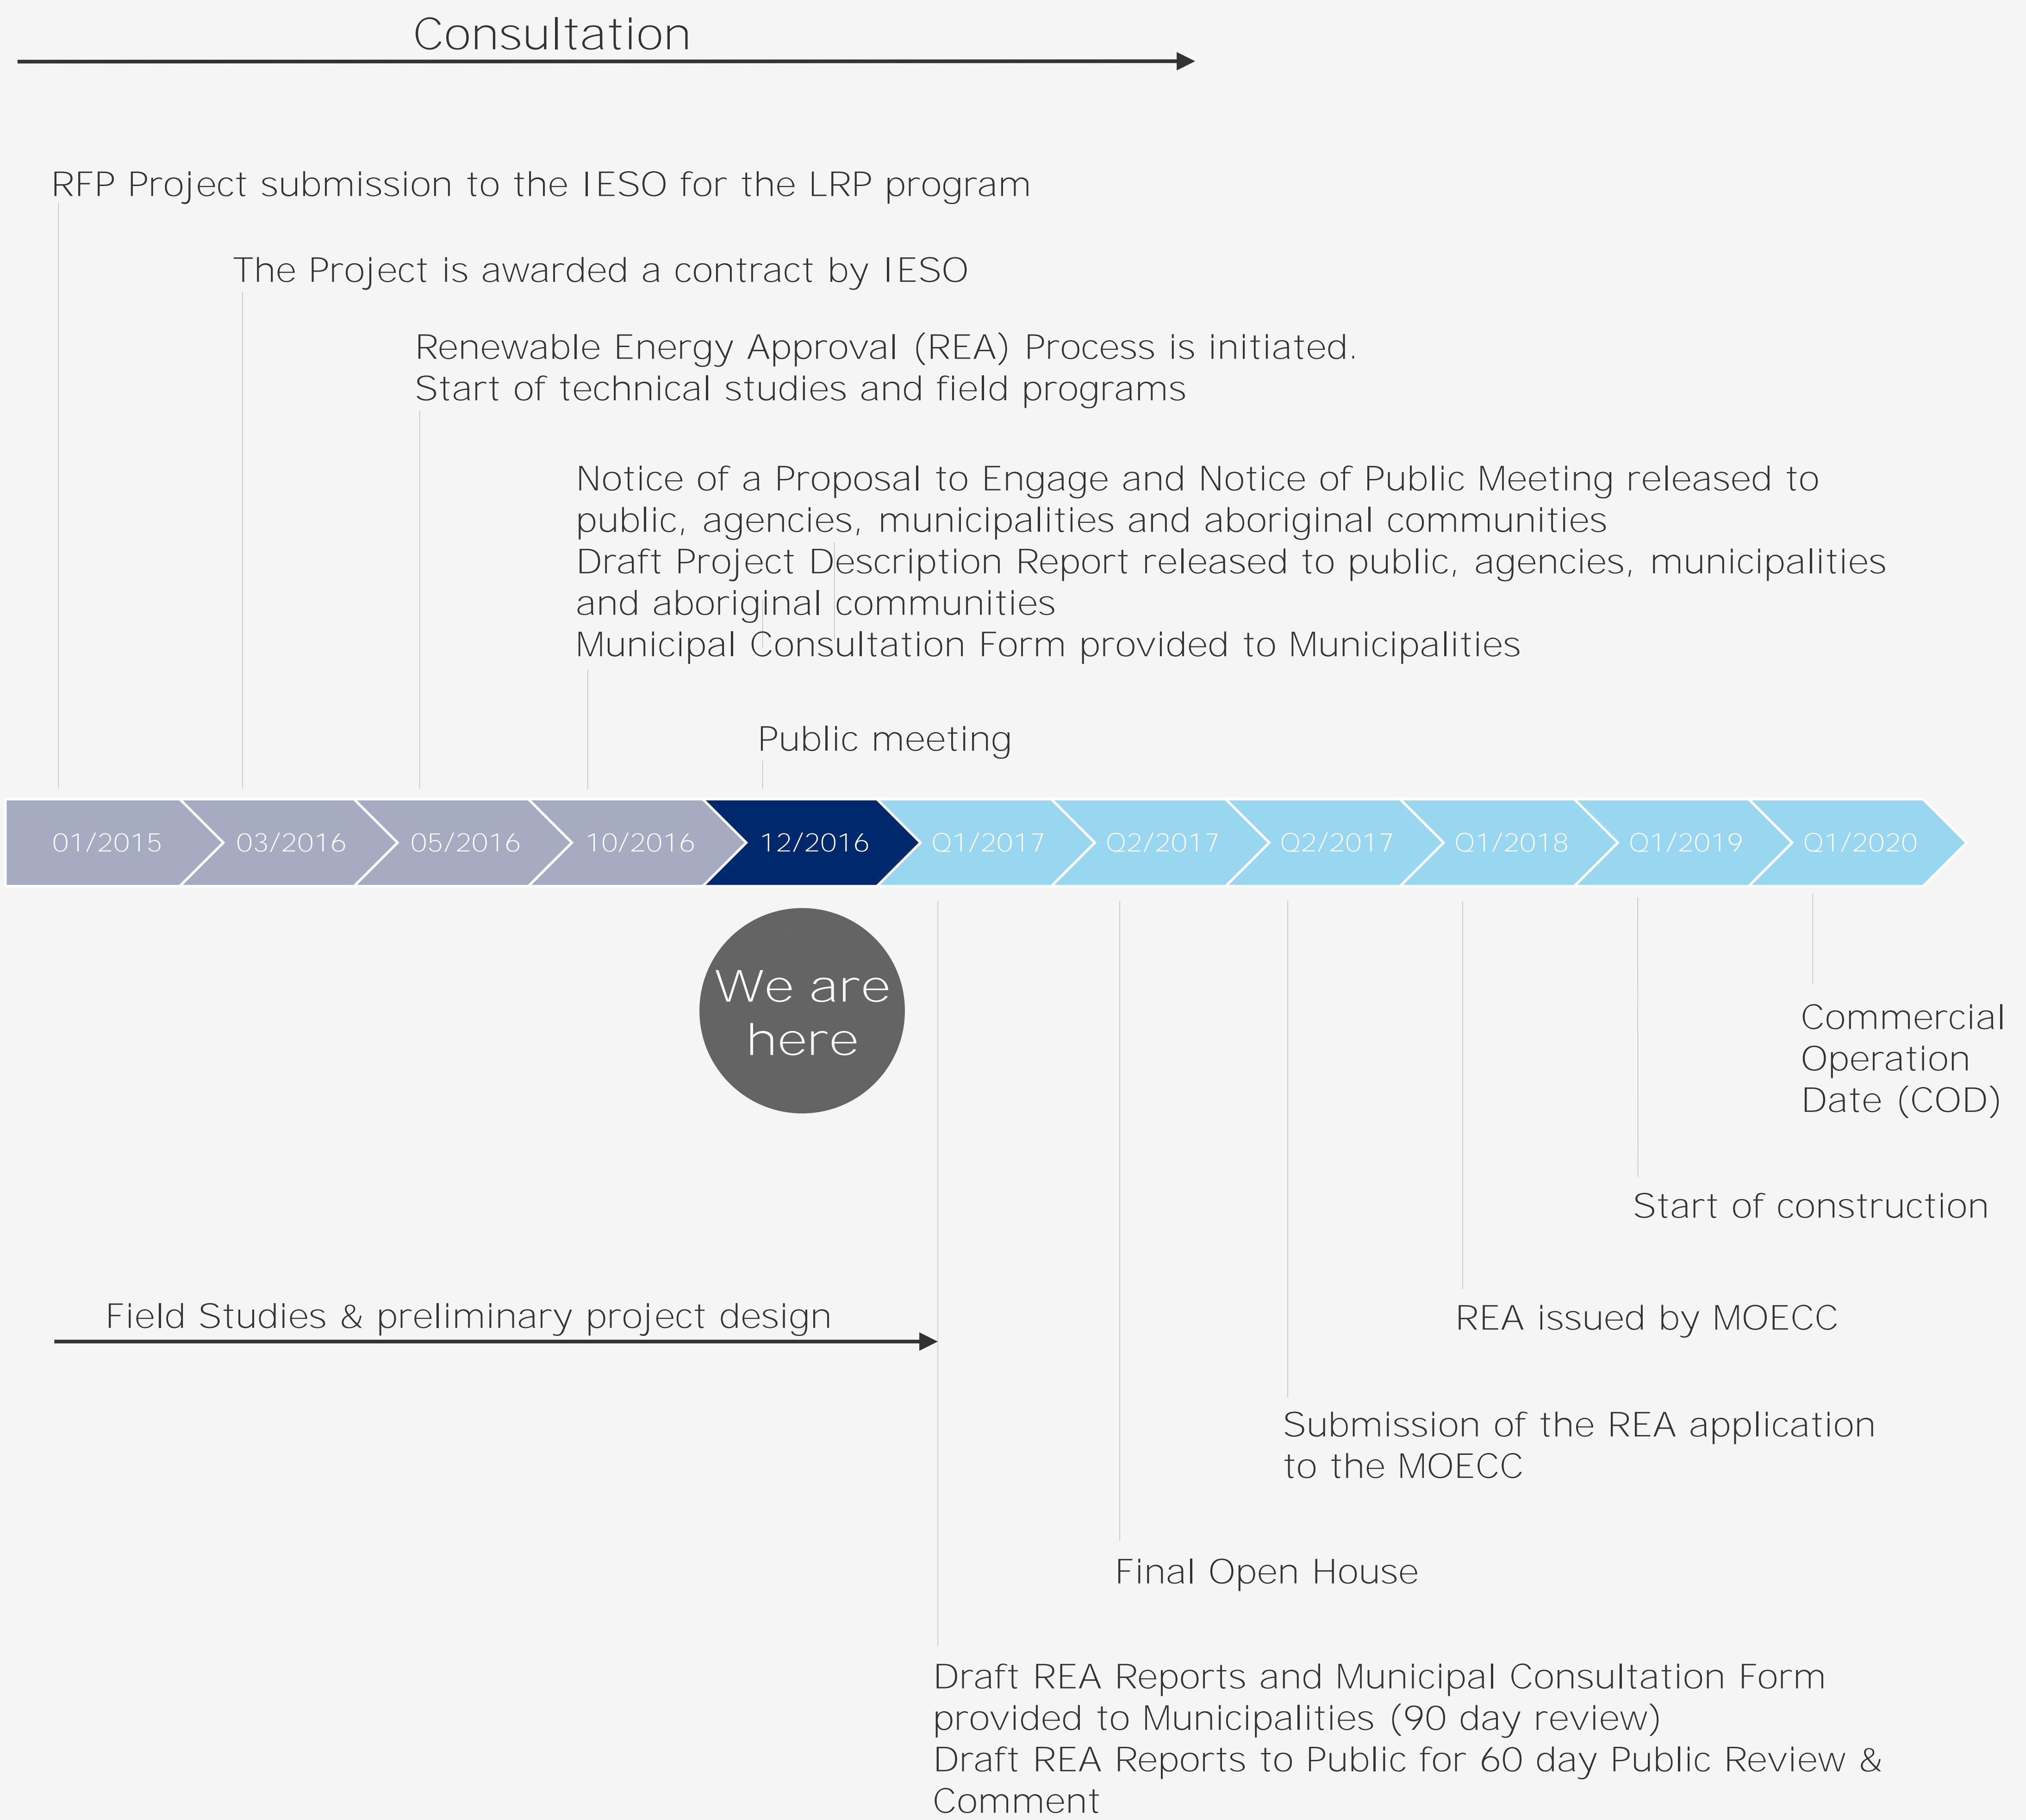 Consultation
RFP Project submission to the IESO for the LRP program
The Project is awarded a contract by IESO
Renewable Energy Approval (REA) Process is initiated.
Start of technical studies and field programs
Notice of a Proposal to Engage and Notice of Public Meeting released to
public, agencies, municipalities and aboriginal communities
Draft Project Description Report released to public, agencies, municipalities
and aboriginal communities
Municipal Consultation Form provided to Municipalities
Public meeting
01/2015 03/2016 05/2016 10/2016 12/2016 Q1/2017 Q2/2017 Q2/2017 Q1/2018 Q1/2019 Q1/2020
We are
here
Commercial
Operation
Date (COD)
Start of construction
Field Studies & preliminary project design
REA issued by MOECC
Submission of the REA application
to the MOECC
Final Open House
Draft REA Reports and Municipal Consultation Form
provided to Municipalities (90 day review)
Draft REA Reports to Public for 60 day Public Review &
Comment